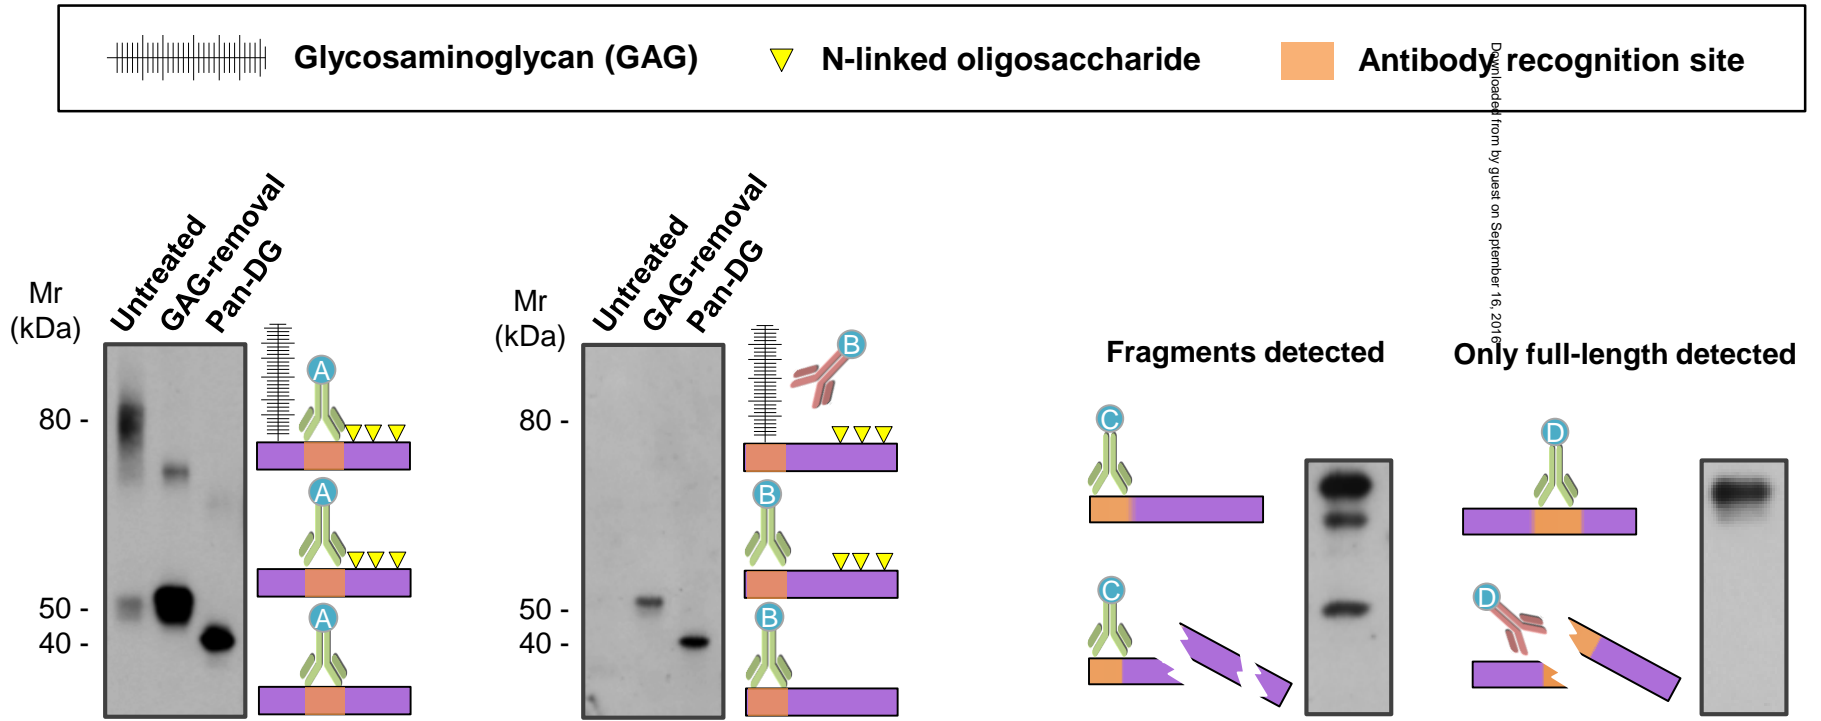 Glycosaminoglycan (GAG)
N-linked oligosaccharide
Antibody recognition site
Downloaded from by guest on September 16, 2016
Untreated
GAG-removal
Pan-DG
Mr
(kDa)
80 -
50 -
40 -
A
A
A
Untreated
GAG-removal
Pan-DG
Mr
(kDa)
80 -
50 -
40 -
B
B
B
Fragments detected
C
C
Only full-length detected
D
D